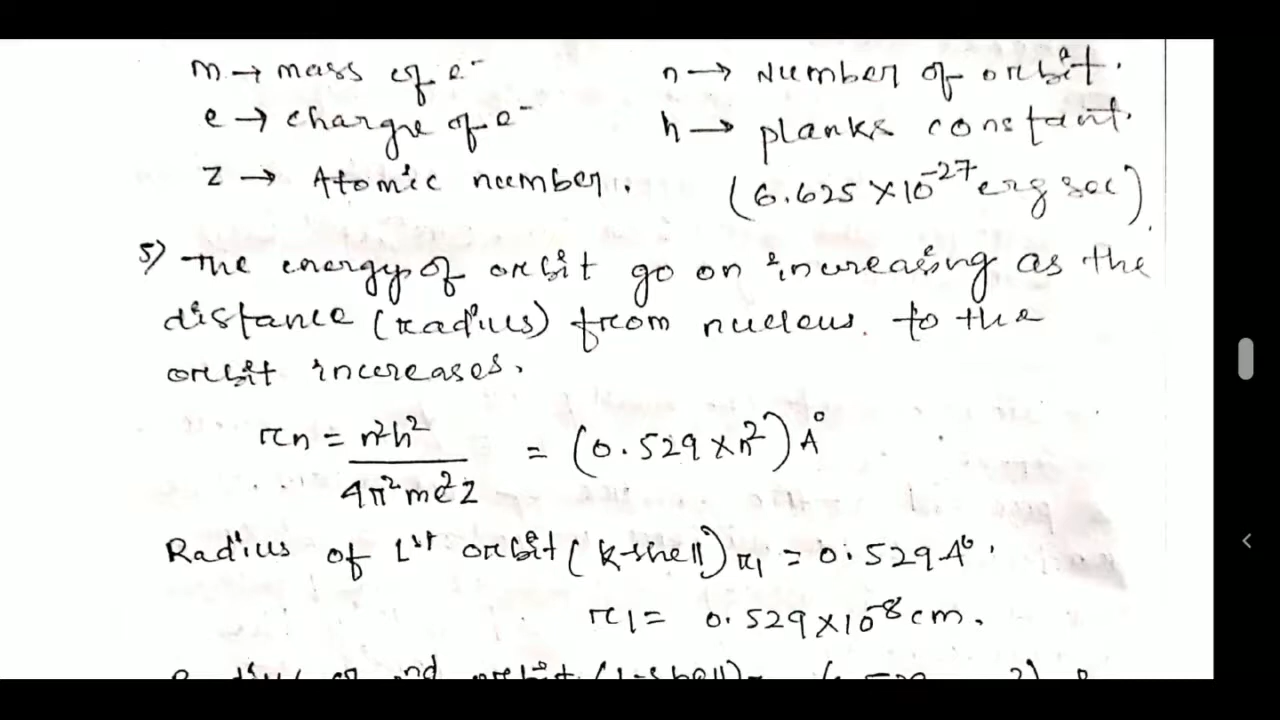 m → mass of e⁻
n → Number of orbit.
e → charge of e⁻
h → planks constant.
z → Atomic number.
(6.625 × 10⁻²⁷ erg sec)
5) The energy of orbit go on increasing as the
distance (radius) from nucleus to the
orbit increases.
rn = n²h² / 4π²me²z = (0.529 × n²) A°
Radius of 1st orbit (k-shell) r₁ = 0.529 A°.
r₁ = 0.529 × 10⁻⁸ cm.